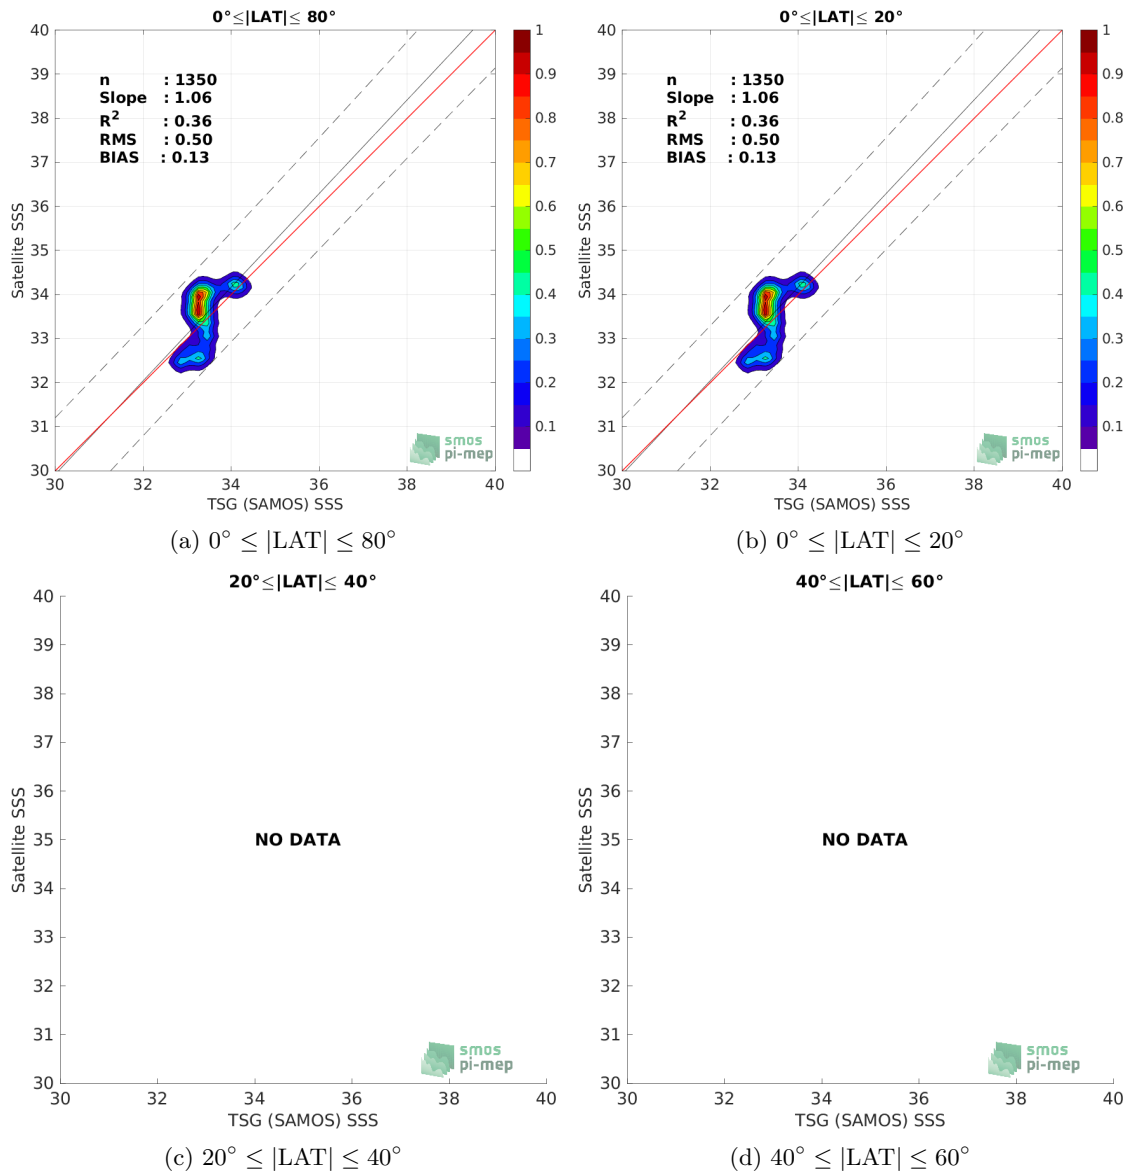 0°≤|LAT|≤ 80°
40
39
38
37
36
35
34
33
32
31
30
Satellite SSS
n : 1350
Slope : 1.06
R² : 0.36
RMS : 0.50
BIAS : 0.13
smos
pi-mep
30 32 34 36 38 40
TSG (SAMOS) SSS
1
0.9
0.8
0.7
0.6
0.5
0.4
0.3
0.2
0.1
(a) 0° ≤ |LAT| ≤ 80°
0°≤|LAT|≤ 20°
40
39
38
37
36
35
34
33
32
31
30
Satellite SSS
n : 1350
Slope : 1.06
R² : 0.36
RMS : 0.50
BIAS : 0.13
smos
pi-mep
30 32 34 36 38 40
TSG (SAMOS) SSS
1
0.9
0.8
0.7
0.6
0.5
0.4
0.3
0.2
0.1
(b) 0° ≤ |LAT| ≤ 20°
20°≤|LAT|≤ 40°
40
39
38
37
36
35
34
33
32
31
30
Satellite SSS
NO DATA
smos
pi-mep
30 32 34 36 38 40
TSG (SAMOS) SSS
(c) 20° ≤ |LAT| ≤ 40°
40°≤|LAT|≤ 60°
40
39
38
37
36
35
34
33
32
31
30
Satellite SSS
NO DATA
smos
pi-mep
30 32 34 36 38 40
TSG (SAMOS) SSS
(d) 40° ≤ |LAT| ≤ 60°